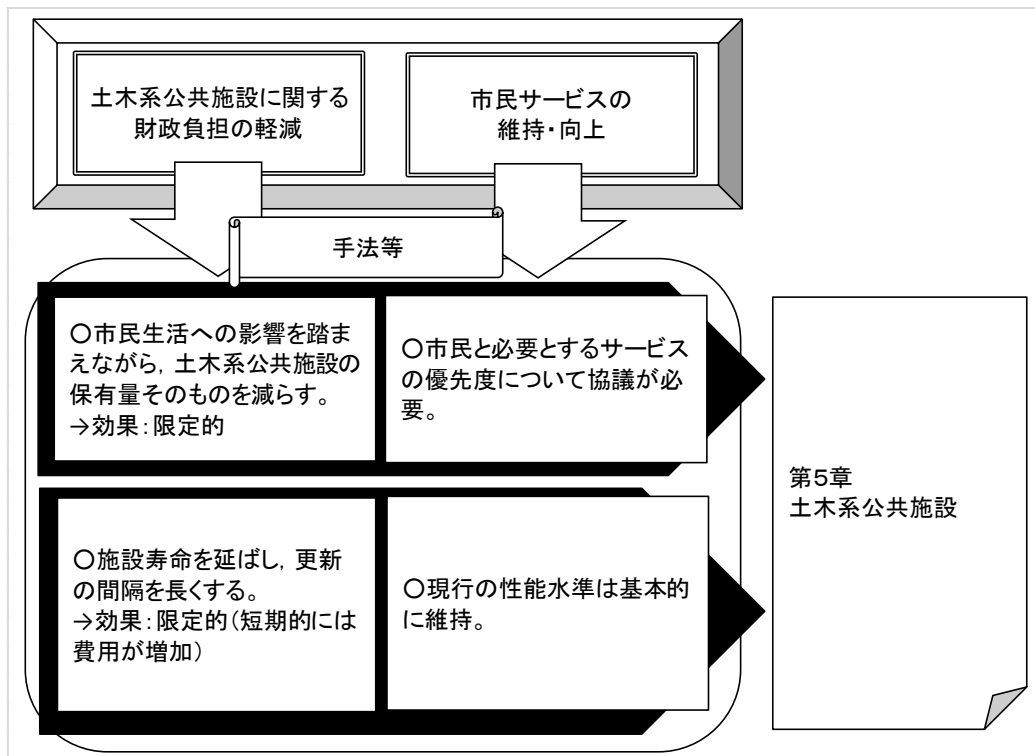 土木系公共施設に関する
財政負担の軽減
市民サービスの
維持・向上
手法等
○市民生活への影響を踏ま
えながら，土木系公共施設の
保有量そのものを減らす。
→効果：限定的
○市民と必要とするサービス
の優先度について協議が必
要。
○施設寿命を延ばし，更新
の間隔を長くする。
→効果：限定的（短期的には
費用が増加）
○現行の性能水準は基本的
に維持。
第５章
土木系公共施設